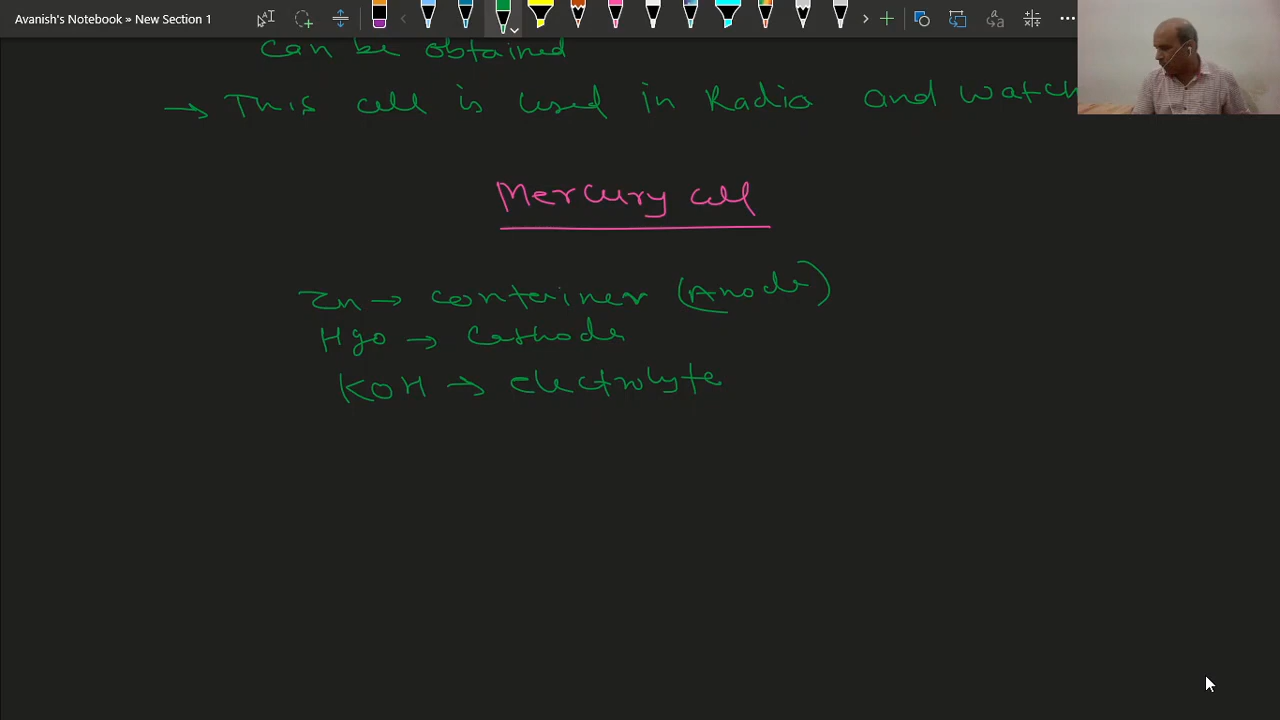 Avanish's Notebook » New Section 1
can be obtained
→ This cell is used in Radio and watch
Mercury cell
Zn → container (Anode)
HgO → Cathode
KOH → electrolyte